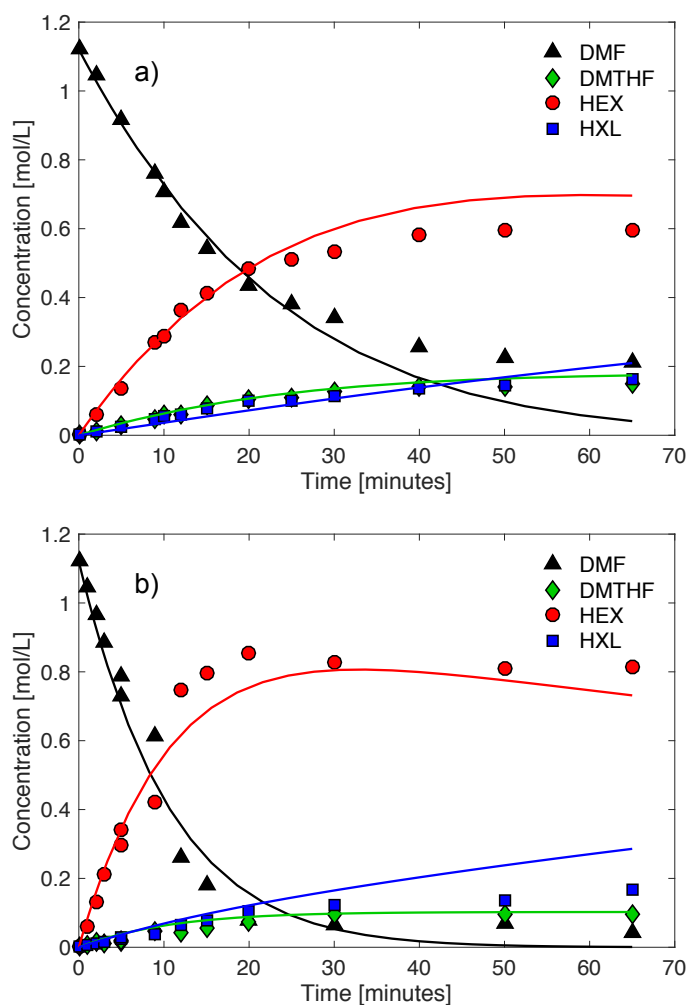 1.2
1
0.8
0.6
0.4
0.2
0
Concentration [mol/L]
a)
DMF
DMTHF
HEX
HXL
0 10 20 30 40 50 60 70
Time [minutes]
1.2
1
0.8
0.6
0.4
0.2
0
Concentration [mol/L]
b)
DMF
DMTHF
HEX
HXL
0 10 20 30 40 50 60 70
Time [minutes]